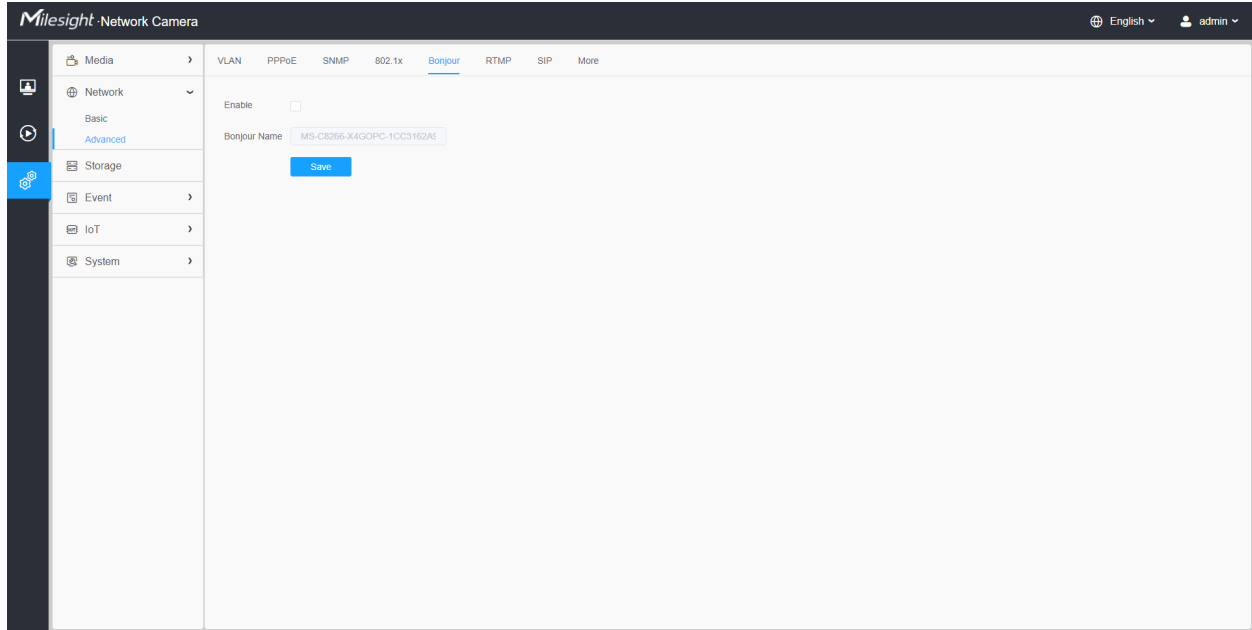 Milesight · Network Camera
English
admin
Media
Network
Basic
Advanced
Storage
Event
IoT
System
VLAN PPPoE SNMP 802.1x Bonjour RTMP SIP More
Enable
Bonjour Name MS-C8266-X4GOPC-1CC3162A
Save